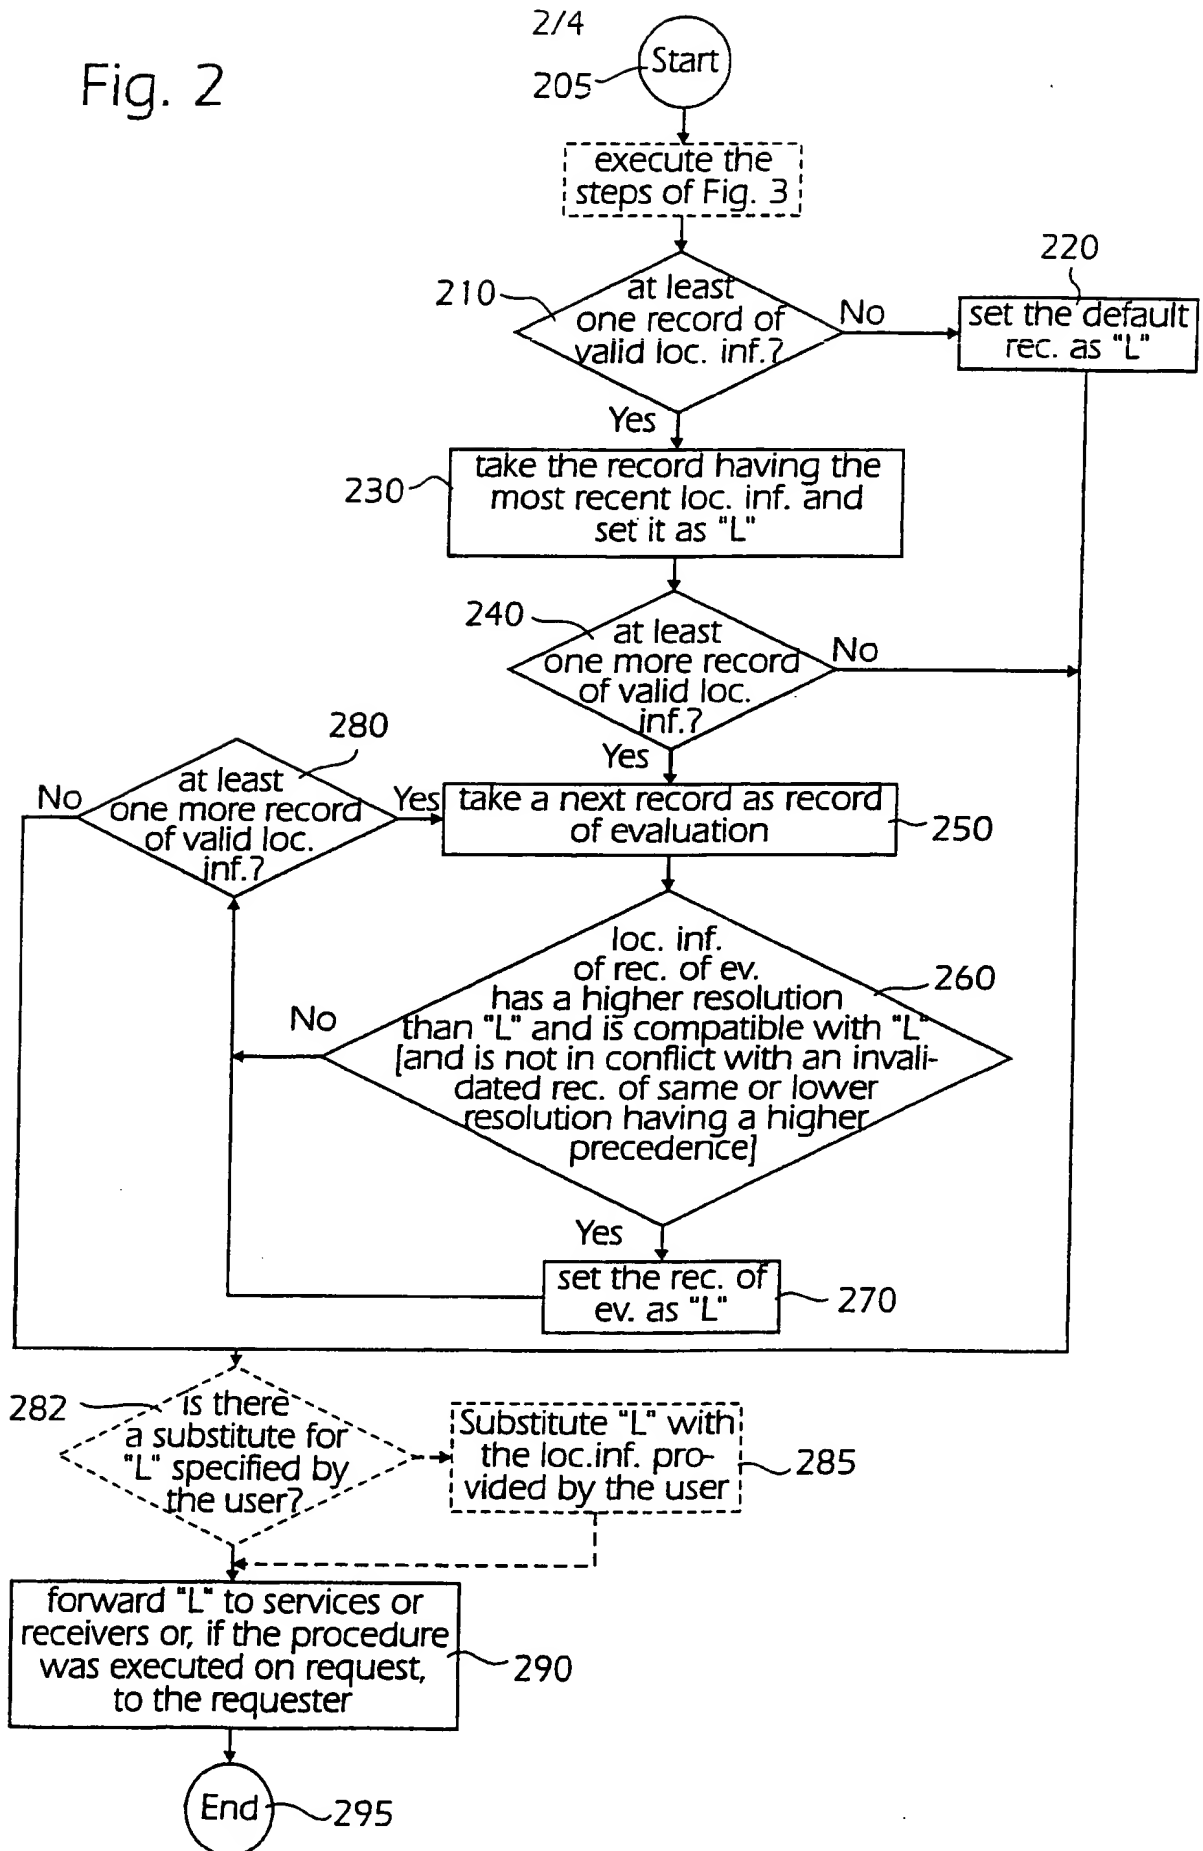 2/4
Fig. 2
Start
205
execute the
steps of Fig. 3
210
at least
one record of
valid loc. inf.?
No
220
set the default
rec. as "L"
Yes
230
take the record having the
most recent loc. inf. and
set it as "L"
240
at least
one more record
of valid loc.
inf.?
No
Yes
280
at least
one more record
of valid loc.
inf.?
No
Yes
take a next record as record
of evaluation
250
loc. inf.
of rec. of ev.
has a higher resolution
than "L" and is compatible with "L"
[and is not in conflict with an invali-
dated rec. of same or lower
resolution having a higher
precedence]
260
No
Yes
set the rec. of
ev. as "L"
270
282
is there
a substitute for
"L" specified by
the user?
Substitute "L" with
the loc.inf. pro-
vided by the user
285
forward "L" to services or
receivers or, if the procedure
was executed on request,
to the requester
290
End
295